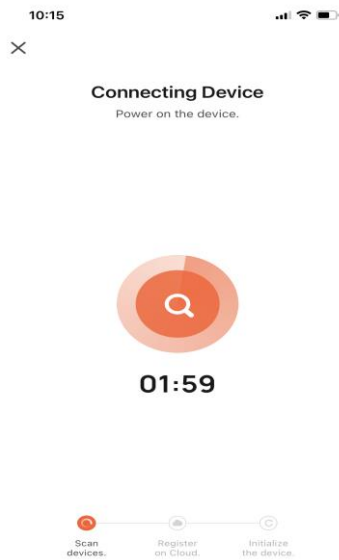 10:15
Connecting Device
Power on the device.
01:59
Scan
devices.
Register
on Cloud.
Initialize
the device.